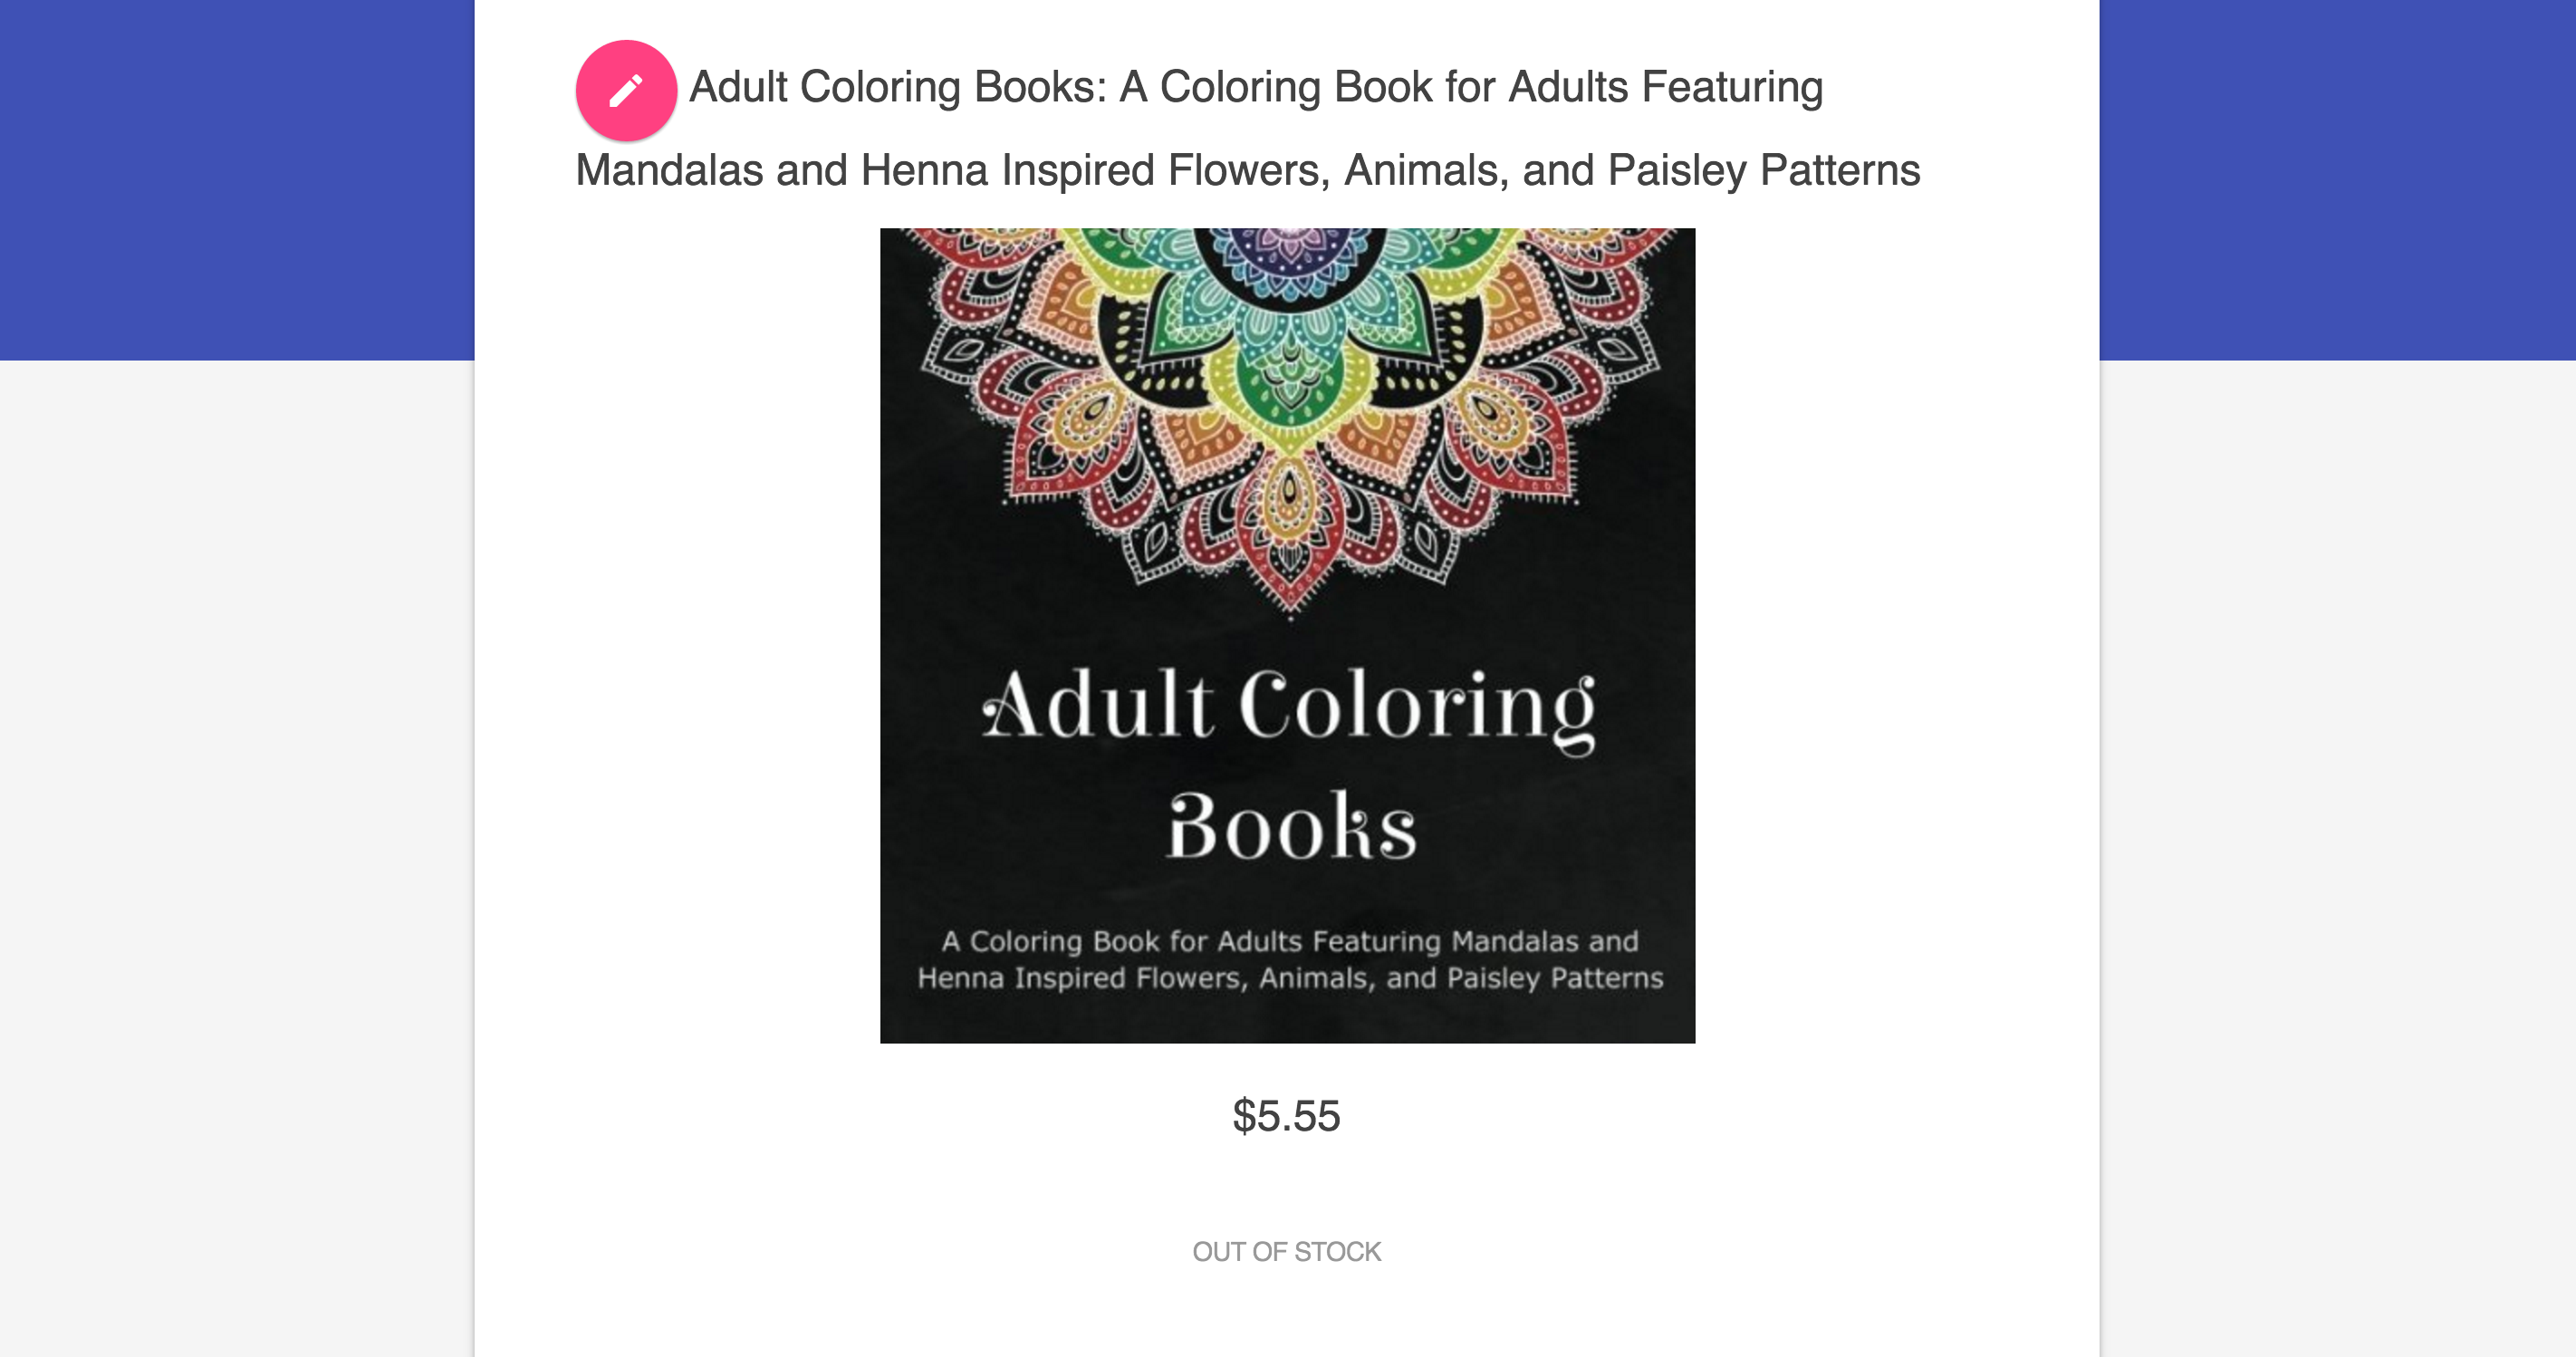 Adult Coloring Books: A Coloring Book for Adults Featuring
Mandalas and Henna Inspired Flowers, Animals, and Paisley Patterns
Adult Coloring
Books
A Coloring Book for Adults Featuring Mandalas and
Henna Inspired Flowers, Animals, and Paisley Patterns
$5.55
OUT OF STOCK